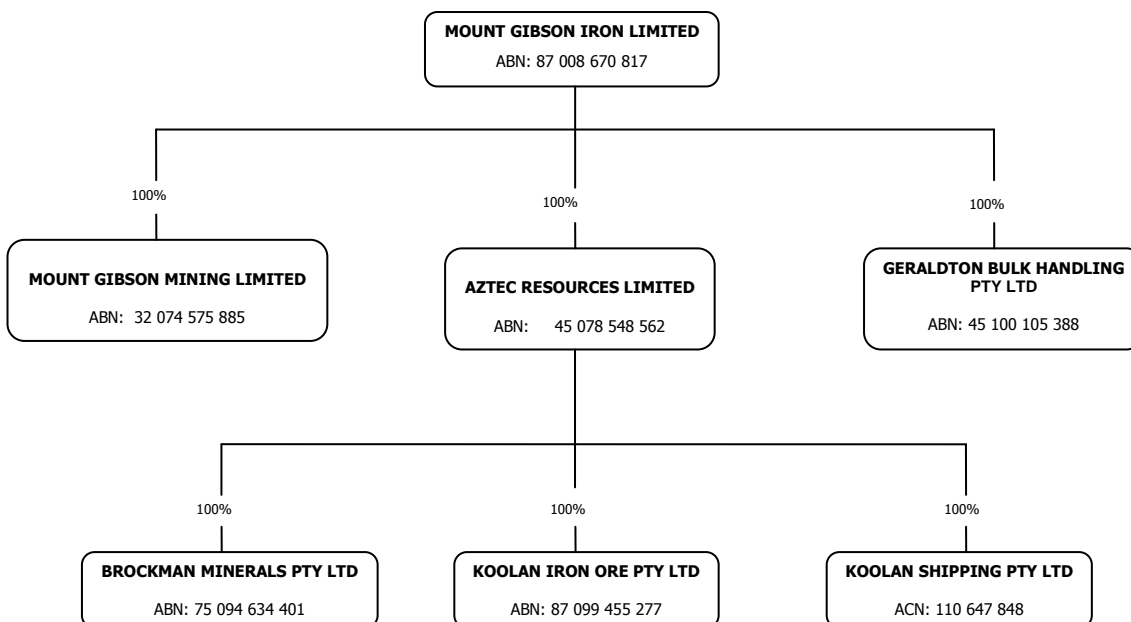 MOUNT GIBSON IRON LIMITED
ABN: 87 008 670 817
100%
100%
100%
MOUNT GIBSON MINING LIMITED
ABN: 32 074 575 885
AZTEC RESOURCES LIMITED
ABN: 45 078 548 562
GERALDTON BULK HANDLING
PTY LTD
ABN: 45 100 105 388
100%
100%
100%
BROCKMAN MINERALS PTY LTD
ABN: 75 094 634 401
KOOLAN IRON ORE PTY LTD
ABN: 87 099 455 277
KOOLAN SHIPPING PTY LTD
ACN: 110 647 848